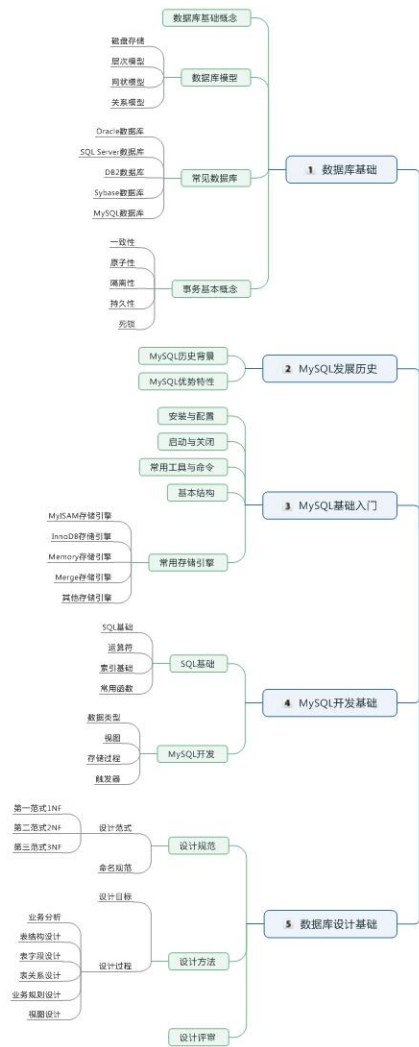 1 数据库基础
数据库基础概念
数据库模型
磁盘存储
层次模型
网状模型
关系模型
常见数据库
Oracle数据库
SQL Server数据库
DB2数据库
Sybase数据库
MySQL数据库
事务基本概念
一致性
原子性
隔离性
持久性
死锁
2 MySQL发展历史
MySQL历史背景
MySQL优势特性
3 MySQL基础入门
安装与配置
启动与关闭
常用工具与命令
基本结构
常用存储引擎
MyISAM存储引擎
InnoDB存储引擎
Memory存储引擎
Merge存储引擎
其他存储引擎
4 MySQL开发基础
SQL基础
SQL基础
运算符
索引基础
常用函数
MySQL开发
数据类型
视图
存储过程
触发器
5 数据库设计基础
设计规范
设计范式
第一范式1NF
第二范式2NF
第三范式3NF
命名规范
设计方法
设计目标
设计过程
业务分析
表结构设计
表字段设计
表关系设计
业务规则设计
视图设计
设计评审